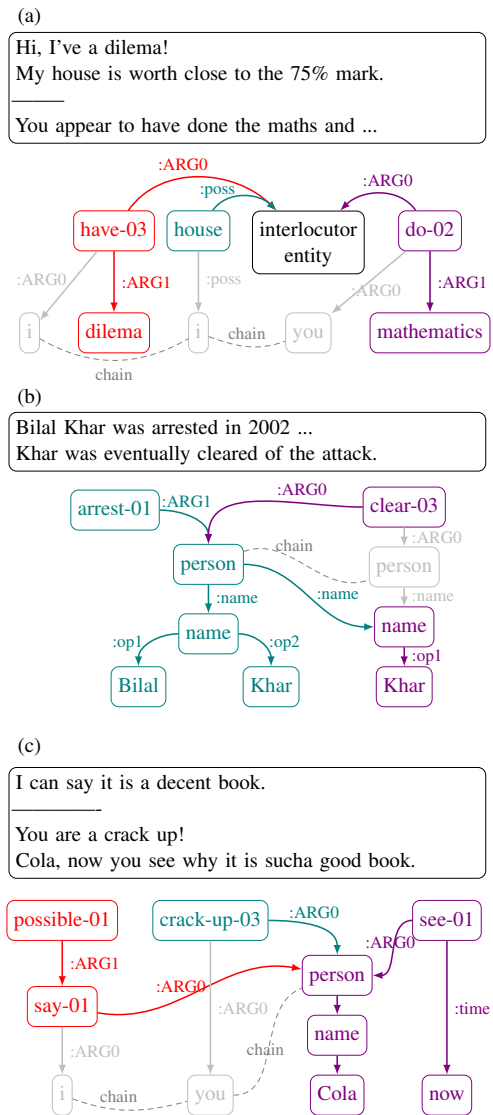 (a)
Hi, I've a dilema!
My house is worth close to the 75% mark.
———
You appear to have done the maths and ...
:ARG0
:poss
:ARG0
have-03
house
interlocutor
entity
do-02
:ARG0
:ARG1
:poss
:ARG0
:ARG1
i
dilema
i
chain
you
mathematics
chain
(b)
Bilal Khar was arrested in 2002 ...
Khar was eventually cleared of the attack.
arrest-01
:ARG1
:ARG0
clear-03
:ARG0
chain
person
person
:name
:name
:name
name
name
:op1
:op2
:op1
Bilal
Khar
Khar
(c)
I can say it is a decent book.
—————-
You are a crack up!
Cola, now you see why it is sucha good book.
possible-01
crack-up-03
:ARG0
see-01
:ARG0
:ARG1
person
say-01
:ARG0
:ARG0
:time
name
:ARG0
chain
i
chain
you
Cola
now